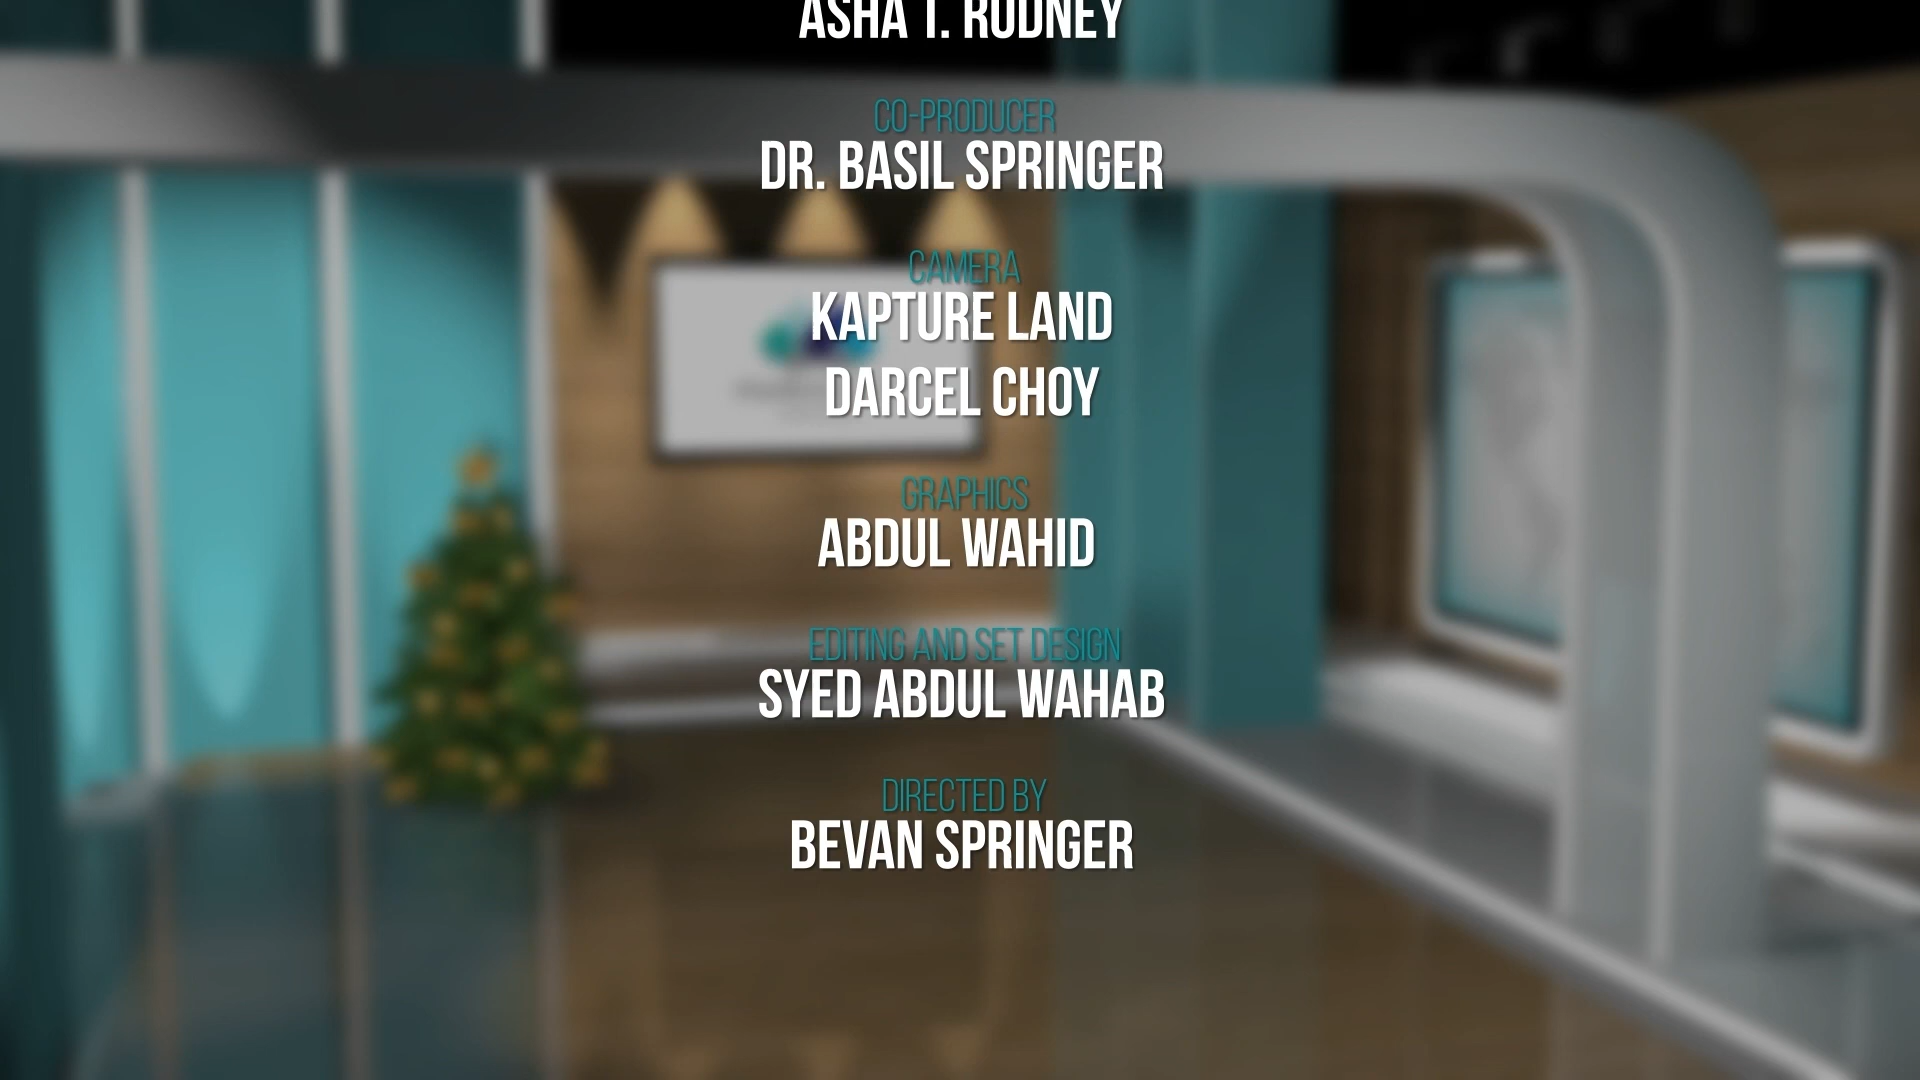 ASHA T. RODNEY
CO-PRODUCER
DR. BASIL SPRINGER
CAMERA
KAPTURE LAND
DARCEL CHOY
GRAPHICS
ABDUL WAHID
EDITING AND SET DESIGN
SYED ABDUL WAHAB
DIRECTED BY
BEVAN SPRINGER